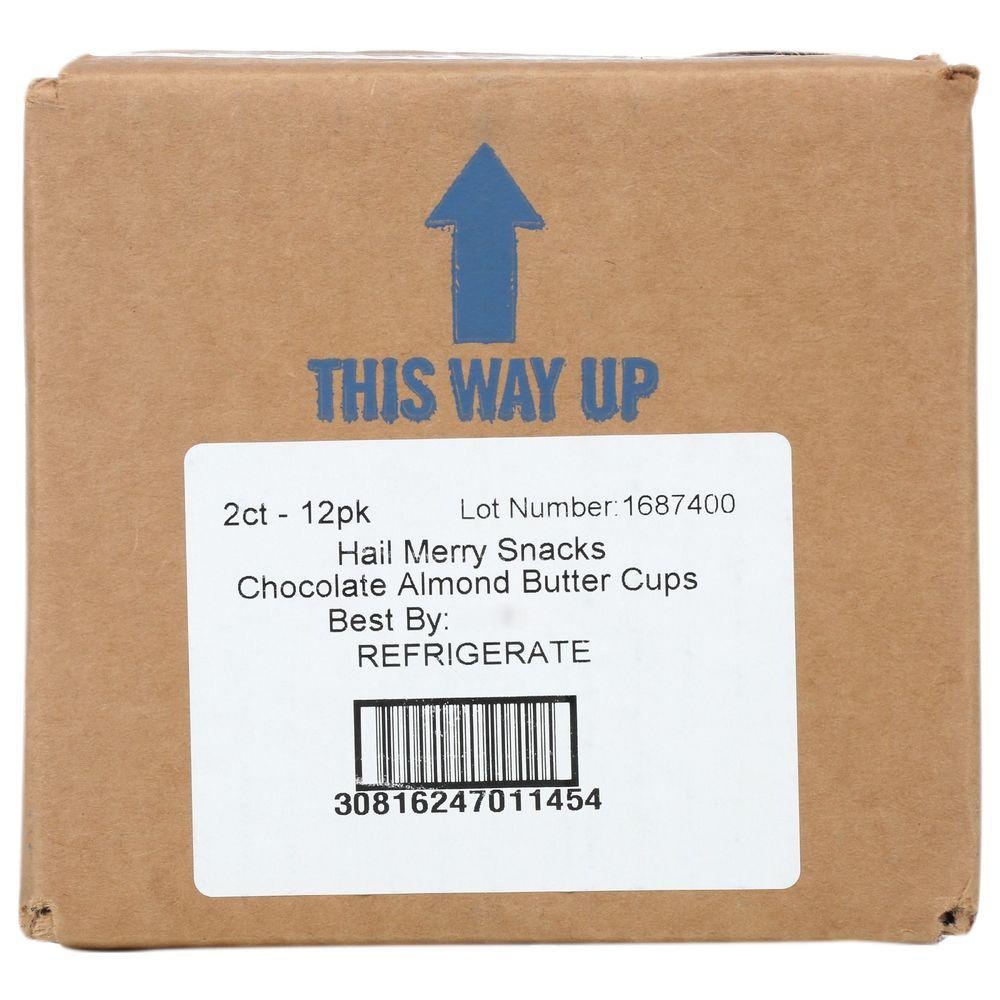 THIS WAY UP
2ct - 12pk Lot Number:1687400
Hail Merry Snacks
Chocolate Almond Butter Cups
Best By:
REFRIGERATE
30816247011454